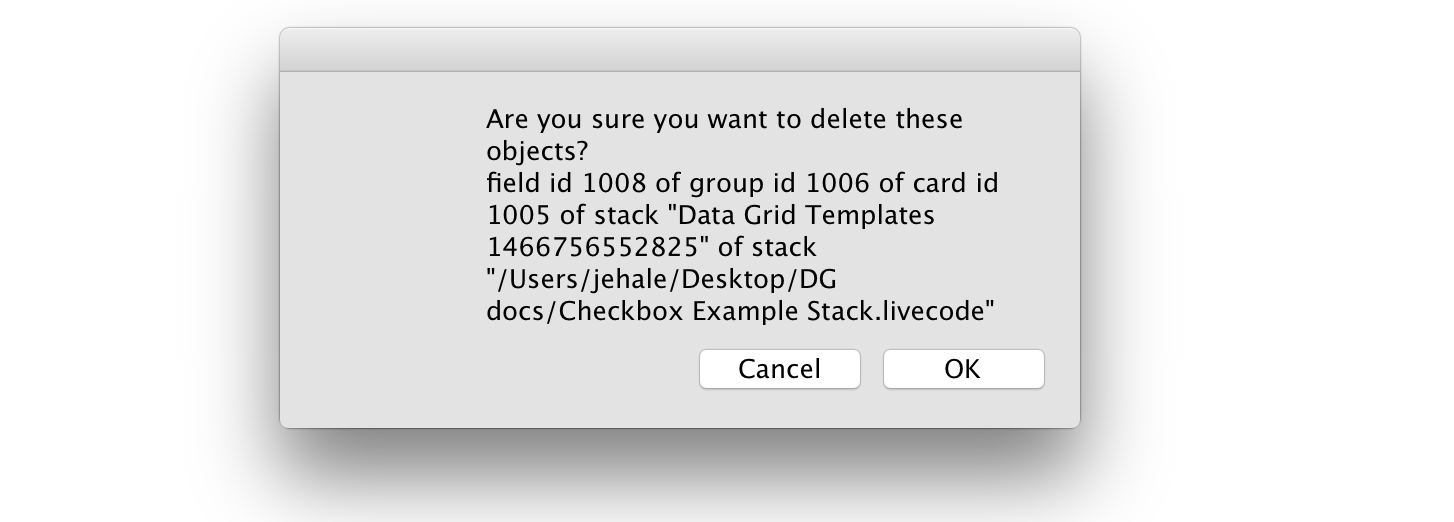 Are you sure you want to delete these
objects?
field id 1008 of group id 1006 of card id
1005 of stack "Data Grid Templates
1466756552825" of stack
"/Users/jehale/Desktop/DG
docs/Checkbox Example Stack.livecode"
Cancel OK